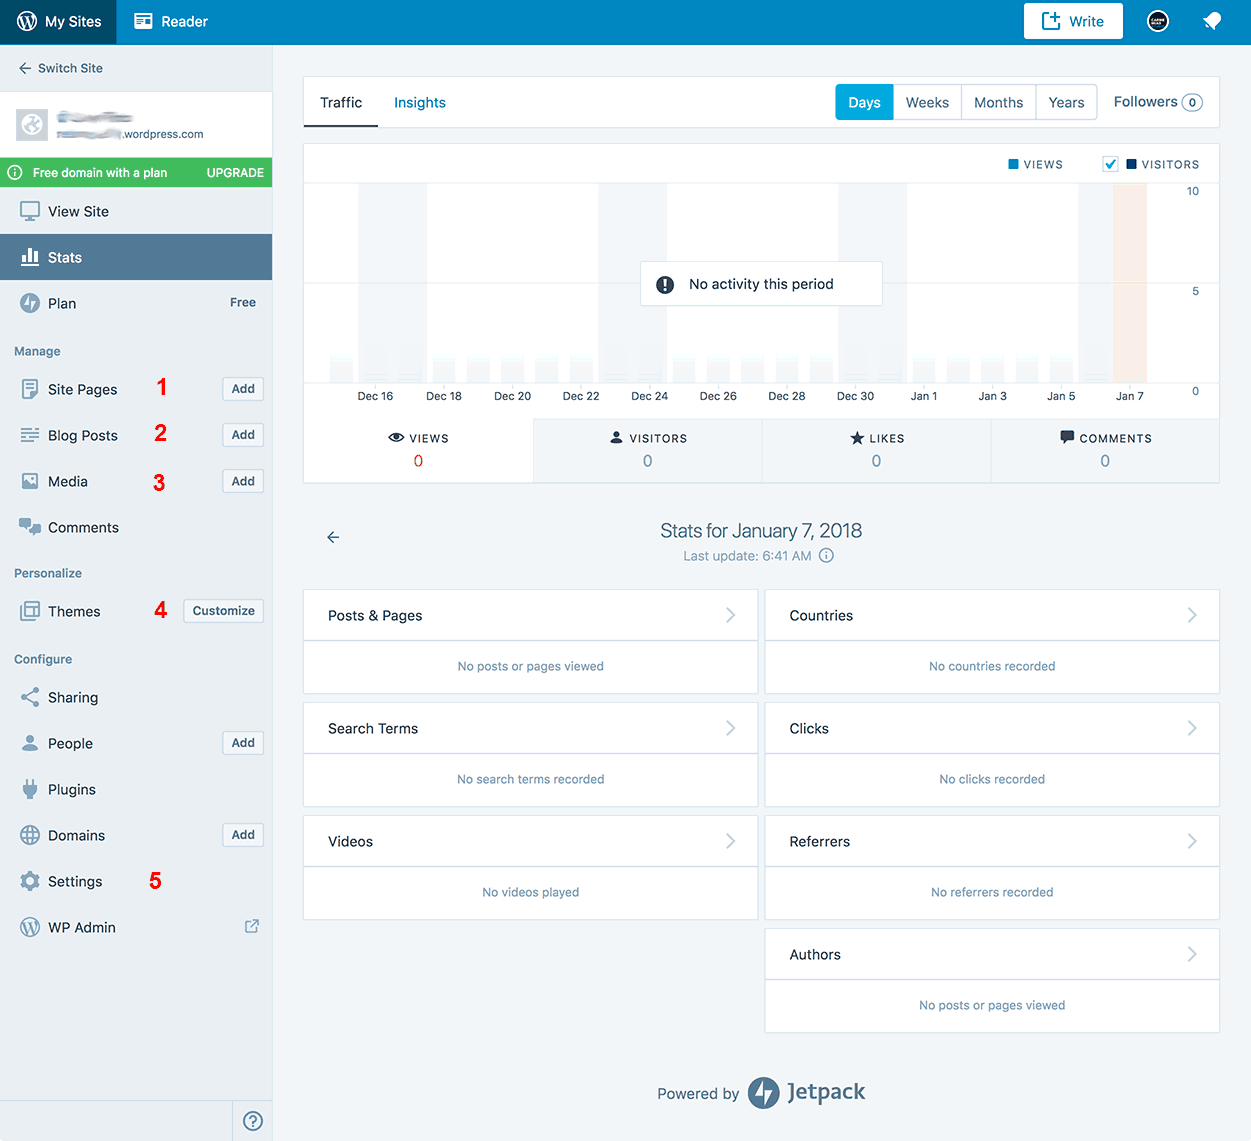 My Sites
Reader
Write
Switch Site
.wordpress.com
Free domain with a plan UPGRADE
View Site
Stats
Plan Free
Manage
Site Pages 1 Add
Blog Posts 2 Add
Media 3 Add
Comments
Personalize
Themes 4 Customize
Configure
Sharing
People Add
Plugins
Domains Add
Settings 5
WP Admin
Traffic Insights Days Weeks Months Years Followers 0
VIEWS VISITORS
10
5
0
No activity this period
Dec 16 Dec 18 Dec 20 Dec 22 Dec 24 Dec 26 Dec 28 Dec 30 Jan 1 Jan 3 Jan 5 Jan 7
VIEWS VISITORS LIKES COMMENTS
0 0 0 0
Stats for January 7, 2018
Last update: 6:41 AM
Posts & Pages
No posts or pages viewed
Countries
No countries recorded
Search Terms
No search terms recorded
Clicks
No clicks recorded
Videos
No videos played
Referrers
No referrers recorded
Authors
No posts or pages viewed
Powered by Jetpack